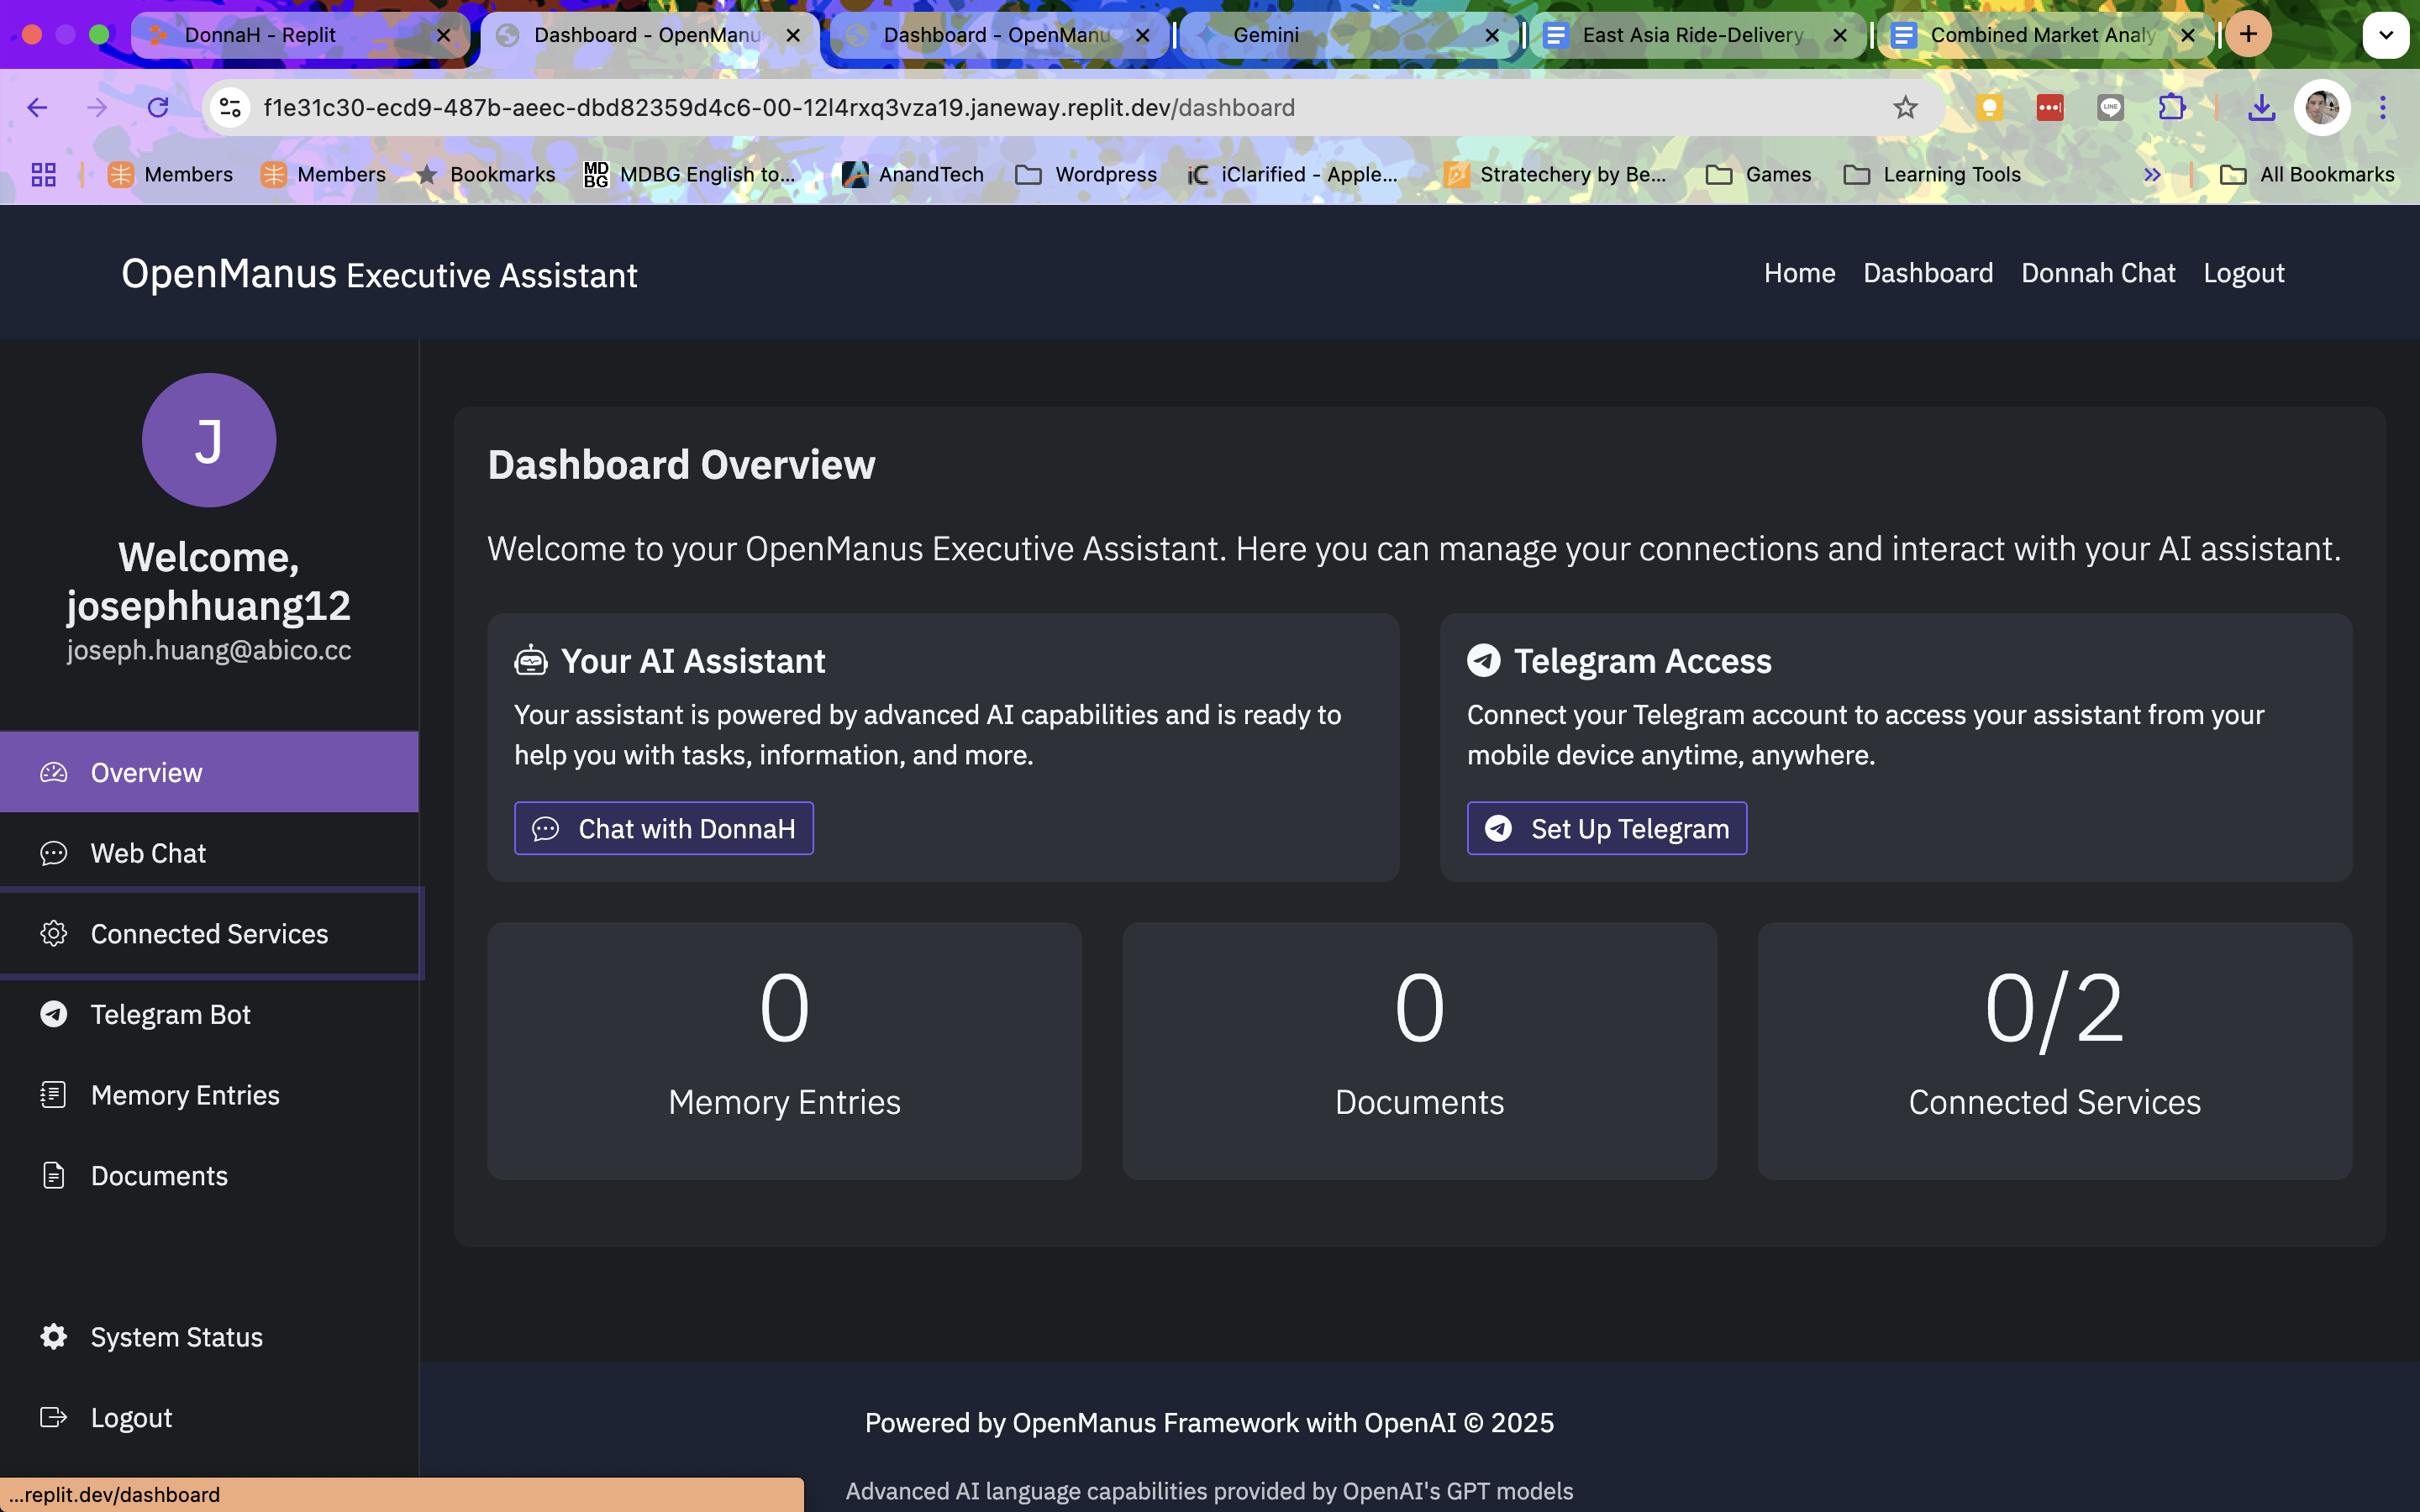 DonnaH - Replit
Dashboard - OpenManu
Dashboard - OpenManu
Gemini
East Asia Ride-Delivery
Combined Market Analy
f1e31c30-ecd9-487b-aeec-dbd82359d4c6-00-12l4rxq3vza19.janeway.replit.dev/dashboard
LINE
Members
Members
Bookmarks
MDBG
MDBG English to...
AnandTech
Wordpress
iC
iClarified - Apple...
Stratechery by Be...
Games
Learning Tools
All Bookmarks
OpenManus Executive Assistant
Home
Dashboard
Donnah Chat
Logout
J
Welcome,
josephhuang12
joseph.huang@abico.cc
Overview
Web Chat
Connected Services
Telegram Bot
Memory Entries
Documents
System Status
Logout
...replit.dev/dashboard
Dashboard Overview
Welcome to your OpenManus Executive Assistant. Here you can manage your connections and interact with your AI assistant.
Your AI Assistant
Your assistant is powered by advanced AI capabilities and is ready to
help you with tasks, information, and more.
Chat with DonnaH
Telegram Access
Connect your Telegram account to access your assistant from your
mobile device anytime, anywhere.
Set Up Telegram
0
Memory Entries
0
Documents
0/2
Connected Services
Powered by OpenManus Framework with OpenAI © 2025
Advanced AI language capabilities provided by OpenAI's GPT models